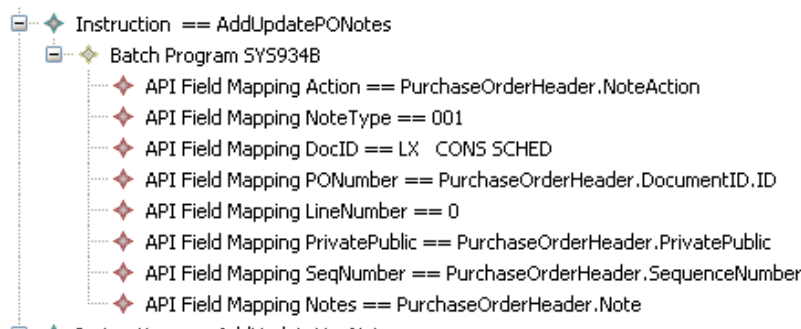 Instruction == AddUpdatePONotes
Batch Program SYS934B
API Field Mapping Action == PurchaseOrderHeader.NoteAction
API Field Mapping NoteType == 001
API Field Mapping DocID == LX   CONS SCHED
API Field Mapping PONumber == PurchaseOrderHeader.DocumentID.ID
API Field Mapping LineNumber == 0
API Field Mapping PrivatePublic == PurchaseOrderHeader.PrivatePublic
API Field Mapping SeqNumber == PurchaseOrderHeader.SequenceNumber
API Field Mapping Notes == PurchaseOrderHeader.Note